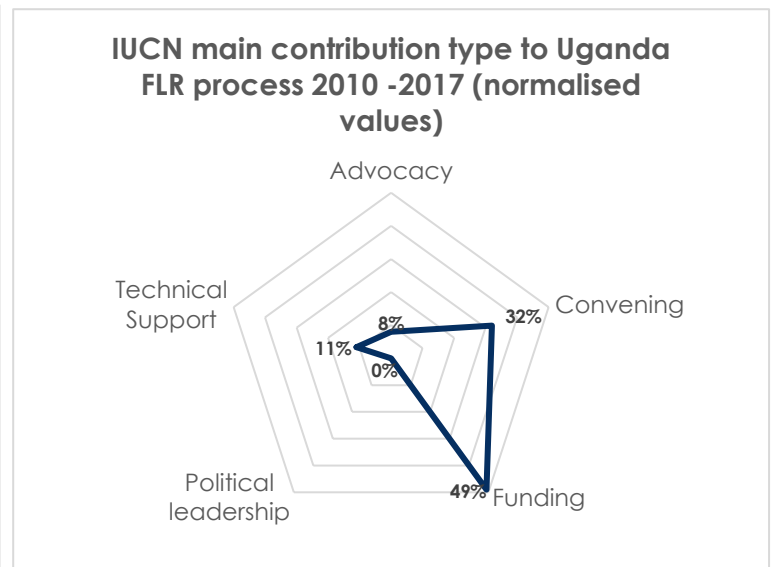 IUCN main contribution type to Uganda
FLR process 2010 -2017 (normalised
values)
Advocacy
Technical
Support
Convening
8%
32%
11%
0%
Political
leadership
49%
Funding